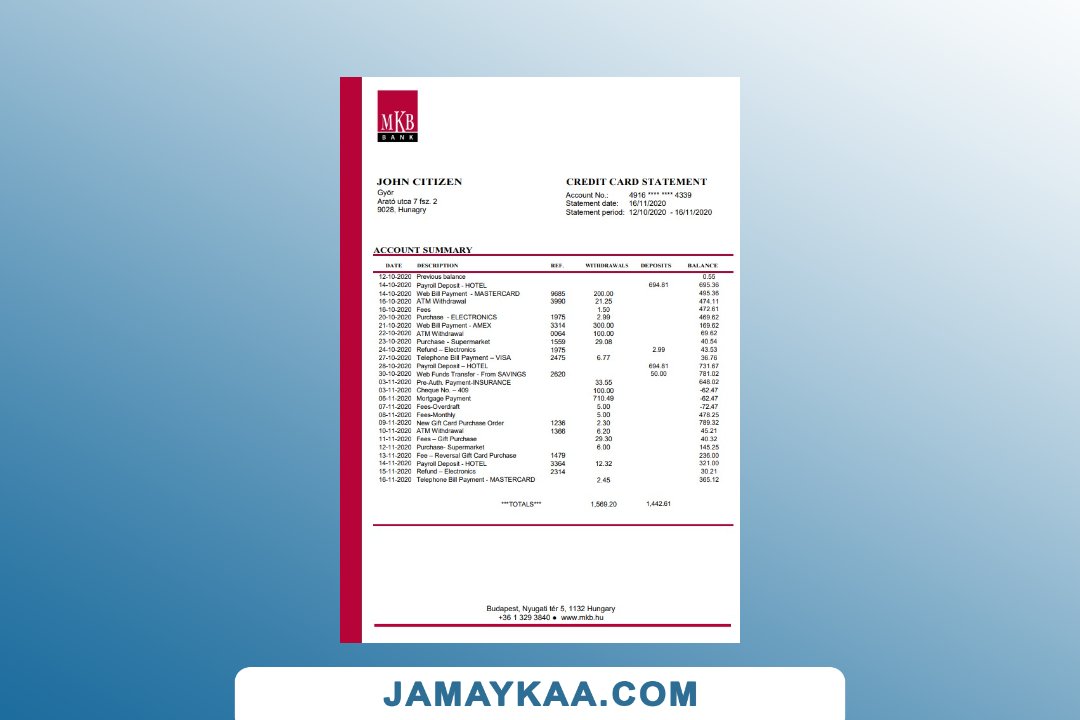 MKB
BANK
JOHN CITIZEN
Győr
Arató utca 7 fsz. 2
9028, Hunagry
CREDIT CARD STATEMENT
Account No.: 4916 **** **** 4339
Statement date: 16/11/2020
Statement period: 12/10/2020 - 16/11/2020
ACCOUNT SUMMARY
DATE DESCRIPTION REF. WITHDRAWALS DEPOSITS BALANCE
12-10-2020 Previous balance 0.55
14-10-2020 Payroll Deposit - HOTEL 694.81 695.36
14-10-2020 Web Bill Payment - MASTERCARD 9685 200.00 495.36
16-10-2020 ATM Withdrawal 3990 21.25 474.11
16-10-2020 Fees 1.50 472.61
20-10-2020 Purchase - ELECTRONICS 1975 2.99 469.62
21-10-2020 Web Bill Payment - AMEX 3314 300.00 169.62
22-10-2020 ATM Withdrawal 0064 100.00 69.62
23-10-2020 Purchase - Supermarket 1559 29.08 40.54
24-10-2020 Refund – Electronics 1975 2.99 43.53
27-10-2020 Telephone Bill Payment – VISA 2475 6.77 36.76
28-10-2020 Payroll Deposit – HOTEL 694.81 731.67
30-10-2020 Web Funds Transfer - From SAVINGS 2620 50.00 781.02
03-11-2020 Pre-Auth. Payment-INSURANCE 33.55 648.02
03-11-2020 Cheque No. – 409 100.00 -62.47
06-11-2020 Mortgage Payment 710.49 -62.47
07-11-2020 Fees-Overdraft 5.00 -72.47
08-11-2020 Fees-Monthly 5.00 478.25
09-11-2020 New Gift Card Purchase Order 1236 2.30 789.32
10-11-2020 ATM Withdrawal 1366 6.20 45.21
11-11-2020 Fees – Gift Purchase 29.30 40.32
12-11-2020 Purchase- Supermarket 6.00 145.25
13-11-2020 Fee – Reversal Gift Card Purchase 1479 236.00
14-11-2020 Payroll Deposit - HOTEL 3364 12.32 321.00
15-11-2020 Refund – Electronics 2314 30.21
16-11-2020 Telephone Bill Payment - MASTERCARD 2.45 365.12
***TOTALS*** 1,569.20 1,442.61
Budapest, Nyugati tér 5, 1132 Hungary
+36 1 329 3840 ● www.mkb.hu
JAMAYKAA.COM